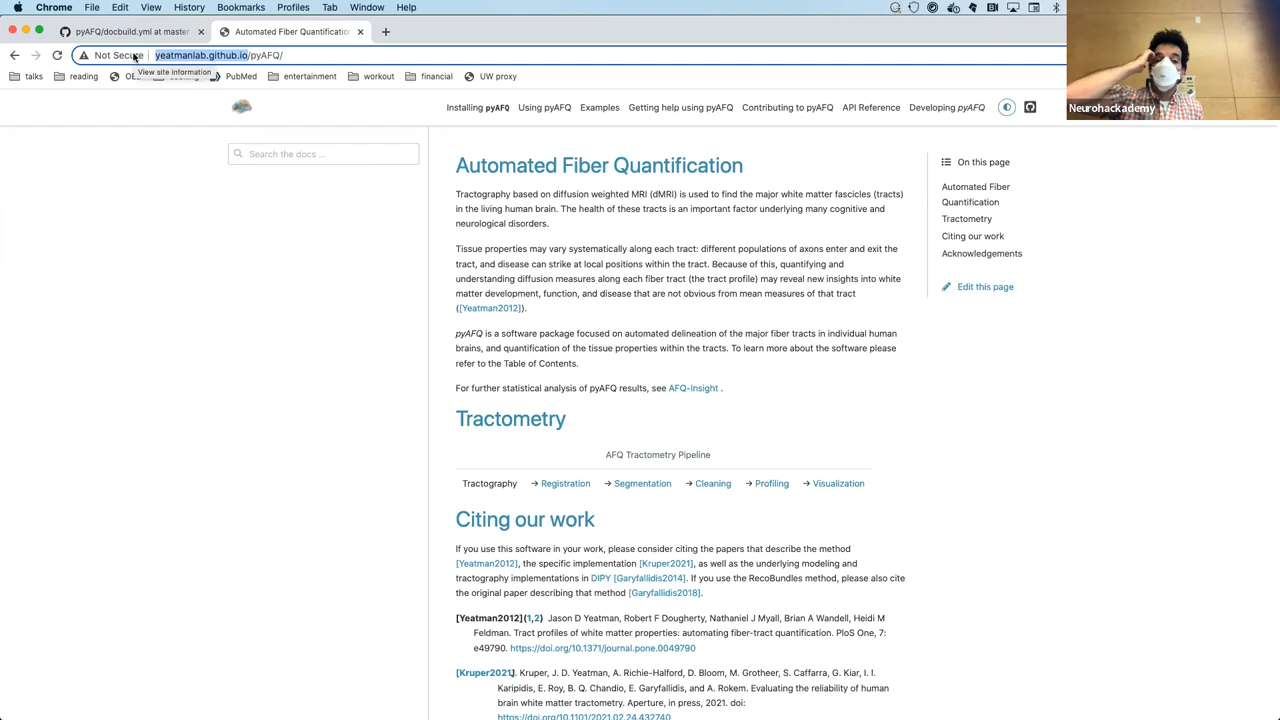 Chrome File Edit View History Bookmarks Profiles Tab Window Help
pyAFQ/docbuild.yml at master Automated Fiber Quantification
Not Secure yeatmanlab.github.io/pyAFQ/
View site information
talks reading PubMed entertainment workout financial UW proxy
Neurohackademy
Installing pyAFQ Using pyAFQ Examples Getting help using pyAFQ Contributing to pyAFQ API Reference Developing pyAFQ
Search the docs ...
On this page
Automated Fiber
Quantification
Tractometry
Citing our work
Acknowledgements
Edit this page
Automated Fiber Quantification
Tractography based on diffusion weighted MRI (dMRI) is used to find the major white matter fascicles (tracts)
in the living human brain. The health of these tracts is an important factor underlying many cognitive and
neurological disorders.
Tissue properties may vary systematically along each tract: different populations of axons enter and exit the
tract, and disease can strike at local positions within the tract. Because of this, quantifying and
understanding diffusion measures along each fiber tract (the tract profile) may reveal new insights into white
matter development, function, and disease that are not obvious from mean measures of that tract
([Yeatman2012]).
pyAFQ is a software package focused on automated delineation of the major fiber tracts in individual human
brains, and quantification of the tissue properties within the tracts. To learn more about the software please
refer to the Table of Contents.
For further statistical analysis of pyAFQ results, see AFQ-Insight .
Tractometry
AFQ Tractometry Pipeline
Tractography → Registration → Segmentation → Cleaning → Profiling → Visualization
Citing our work
If you use this software in your work, please consider citing the papers that describe the method
[Yeatman2012], the specific implementation [Kruper2021], as well as the underlying modeling and
tractography implementations in DIPY [Garyfallidis2014]. If you use the RecoBundles method, please also cite
the original paper describing that method [Garyfallidis2018].
[Yeatman2012](1,2) Jason D Yeatman, Robert F Dougherty, Nathaniel J Myall, Brian A Wandell, Heidi M
Feldman. Tract profiles of white matter properties: automating fiber-tract quantification. PloS One, 7:
e49790. https://doi.org/10.1371/journal.pone.0049790
[Kruper2021] J. Kruper, J. D. Yeatman, A. Richie-Halford, D. Bloom, M. Grotheer, S. Caffarra, G. Kiar, I. I.
Karipidis, E. Roy, B. Q. Chandio, E. Garyfallidis, and A. Rokem. Evaluating the reliability of human
brain white matter tractometry. Aperture, in press, 2021. doi:
https://doi.org/10.1101/2021.02.24.432740